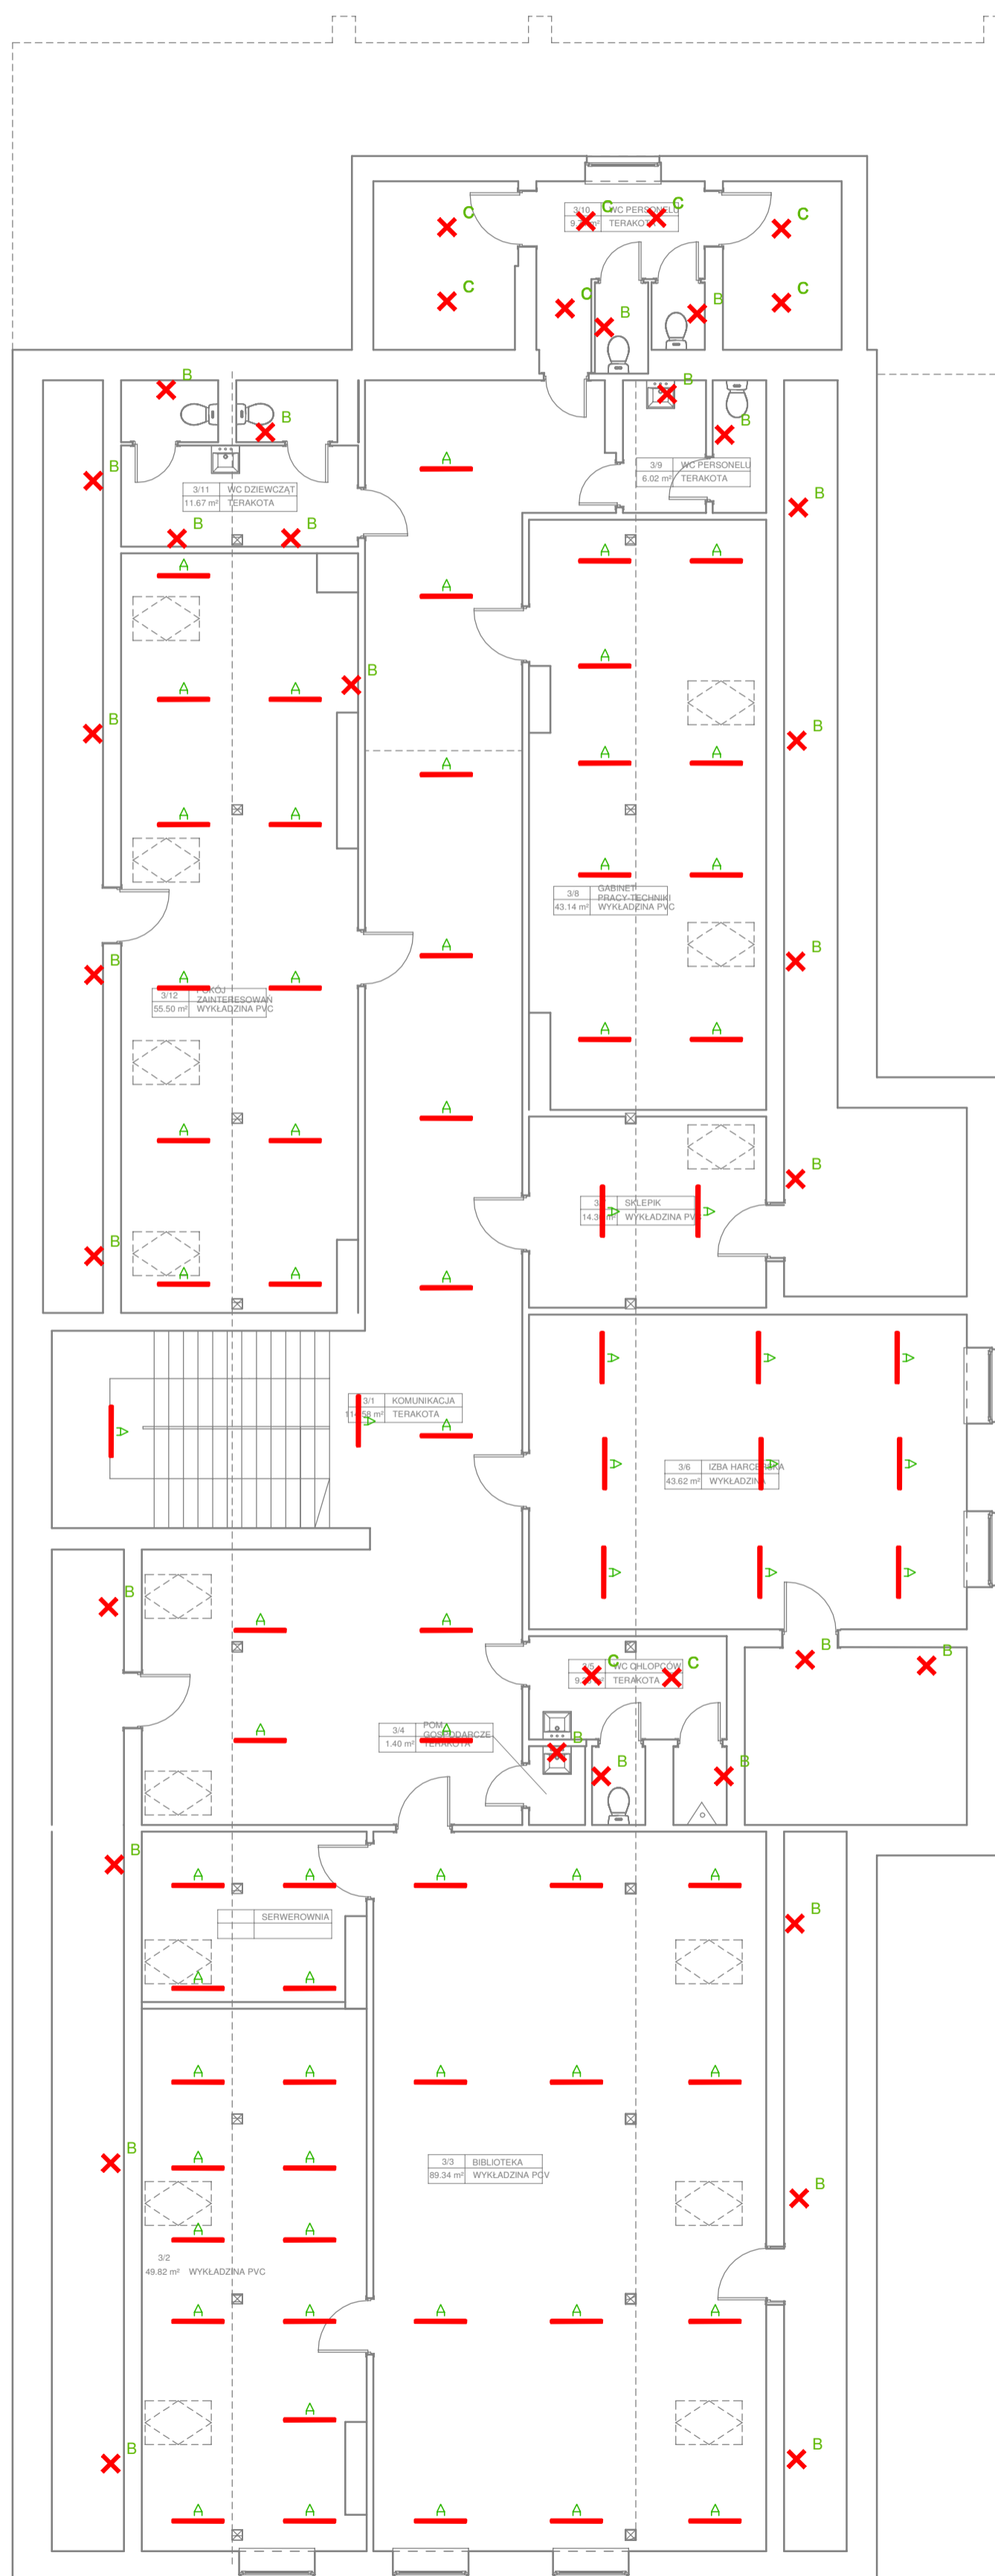 C
C
C
C
3/10 WC PERSONELU
TERAKOTA
C
C
C
B
B
B
B
B
B
B
3/9 WC PERSONELU
6.02 m² TERAKOTA
A
B
3/11 WC DZIEWCZĄT
11.67 m² TERAKOTA
B
B
B
A
A
A
A
A
B
A
A
A
B
B
A
A
A
A
A
A
A
3/8 GABINET
PRACY TECHNIKI
43.14 m² WYKŁADZINA PVC
B
B
A
A
A
3/12 POKÓJ
ZAINTERESOWAŃ
55.50 m² WYKŁADZINA PVC
A
A
A
A
A
B
SKLEPIK
WYKŁADZINA PVC
A
A
B
A
A
A
A
A
A
3/1 KOMUNIKACJA
TERAKOTA
A
A
A
3/6 IZBA HARCERSKA
43.62 m² WYKŁADZINA
A
A
A
A
A
A
B
A
A
B
B
3/5 WC CHŁOPCÓW
TERAKOTA
C
C
A
A
3/4 POM.
GOSPODARCZE
1.40 m² TERAKOTA
B
B
B
B
A
A
A
A
A
SERWEROWNIA
B
A
A
A
A
A
A
A
3/3 BIBLIOTEKA
89.34 m² WYKŁADZINA PCV
B
A
A
B
A
A
3/2
49.82 m² WYKŁADZINA PVC
A
A
A
A
A
A
B
B
A
A
A
A
A